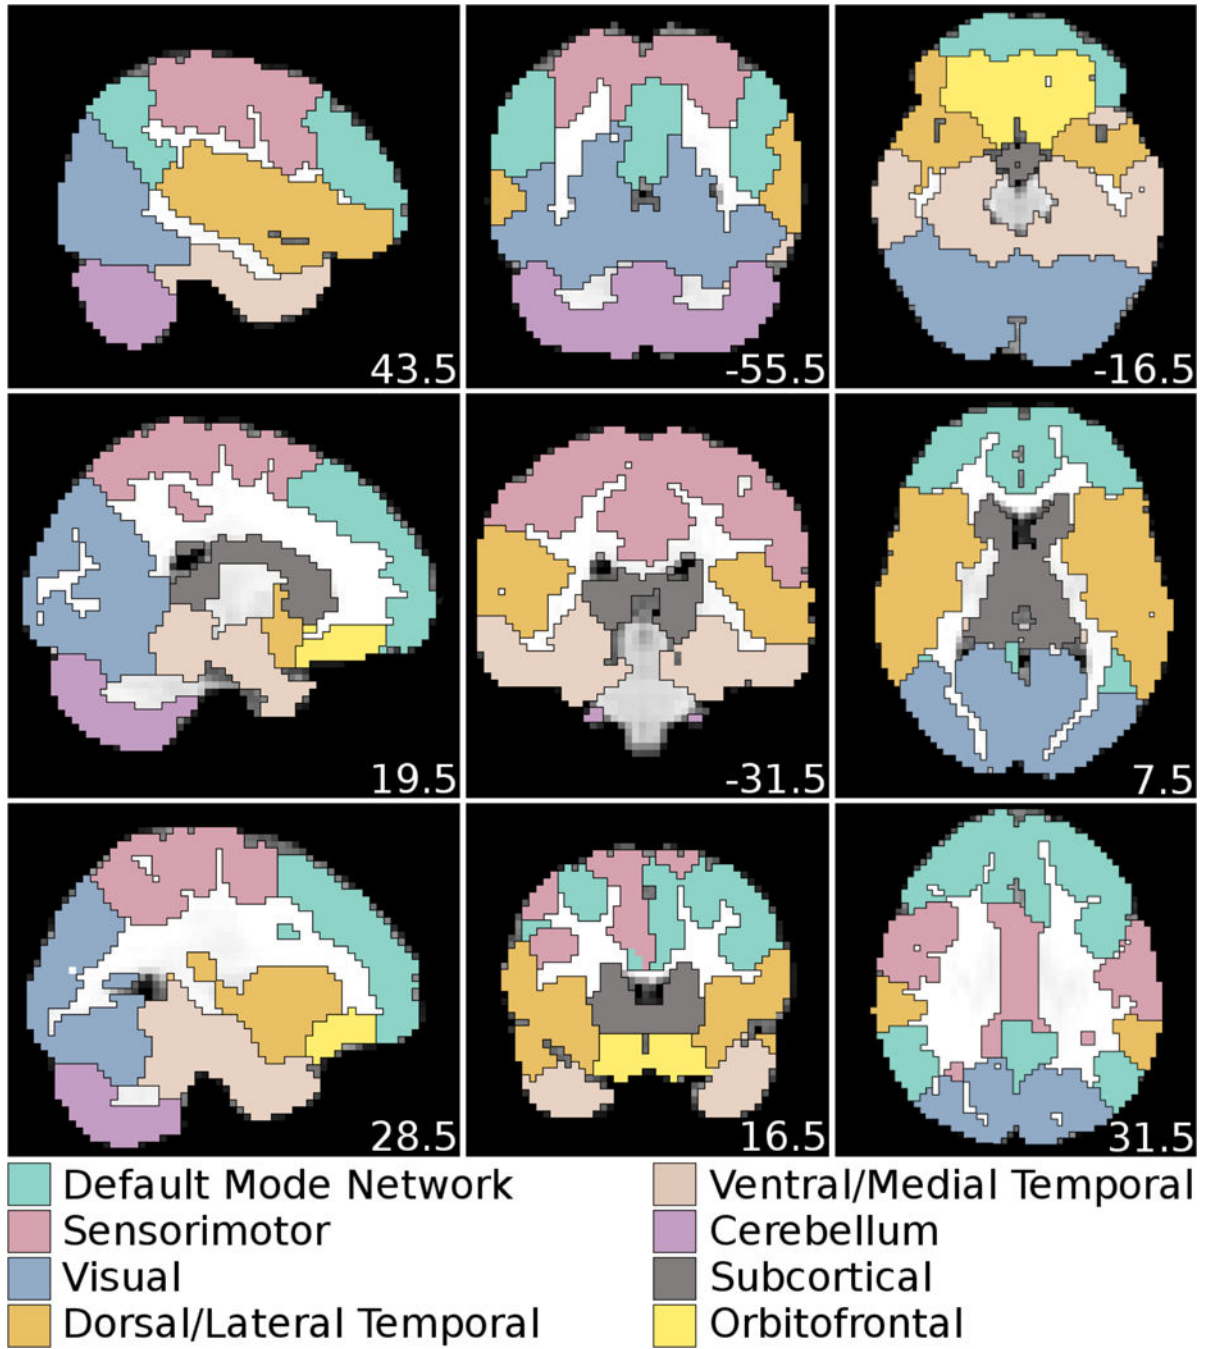 43.5
-55.5
-16.5
19.5
-31.5
7.5
28.5
16.5
31.5
Default Mode Network
Sensorimotor
Visual
Dorsal/Lateral Temporal
Ventral/Medial Temporal
Cerebellum
Subcortical
Orbitofrontal